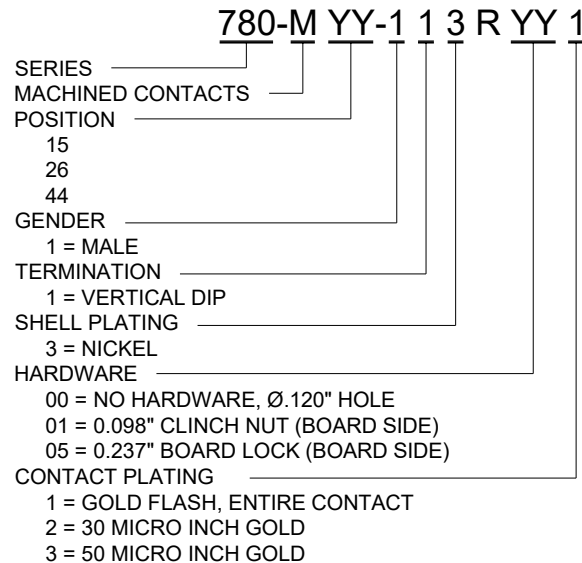 780-M YY-1 1 3 R YY 1
SERIES
MACHINED CONTACTS
POSITION
15
26
44
GENDER
1 = MALE
TERMINATION
1 = VERTICAL DIP
SHELL PLATING
3 = NICKEL
HARDWARE
00 = NO HARDWARE, Ø.120" HOLE
01 = 0.098" CLINCH NUT (BOARD SIDE)
05 = 0.237" BOARD LOCK (BOARD SIDE)
CONTACT PLATING
1 = GOLD FLASH, ENTIRE CONTACT
2 = 30 MICRO INCH GOLD
3 = 50 MICRO INCH GOLD